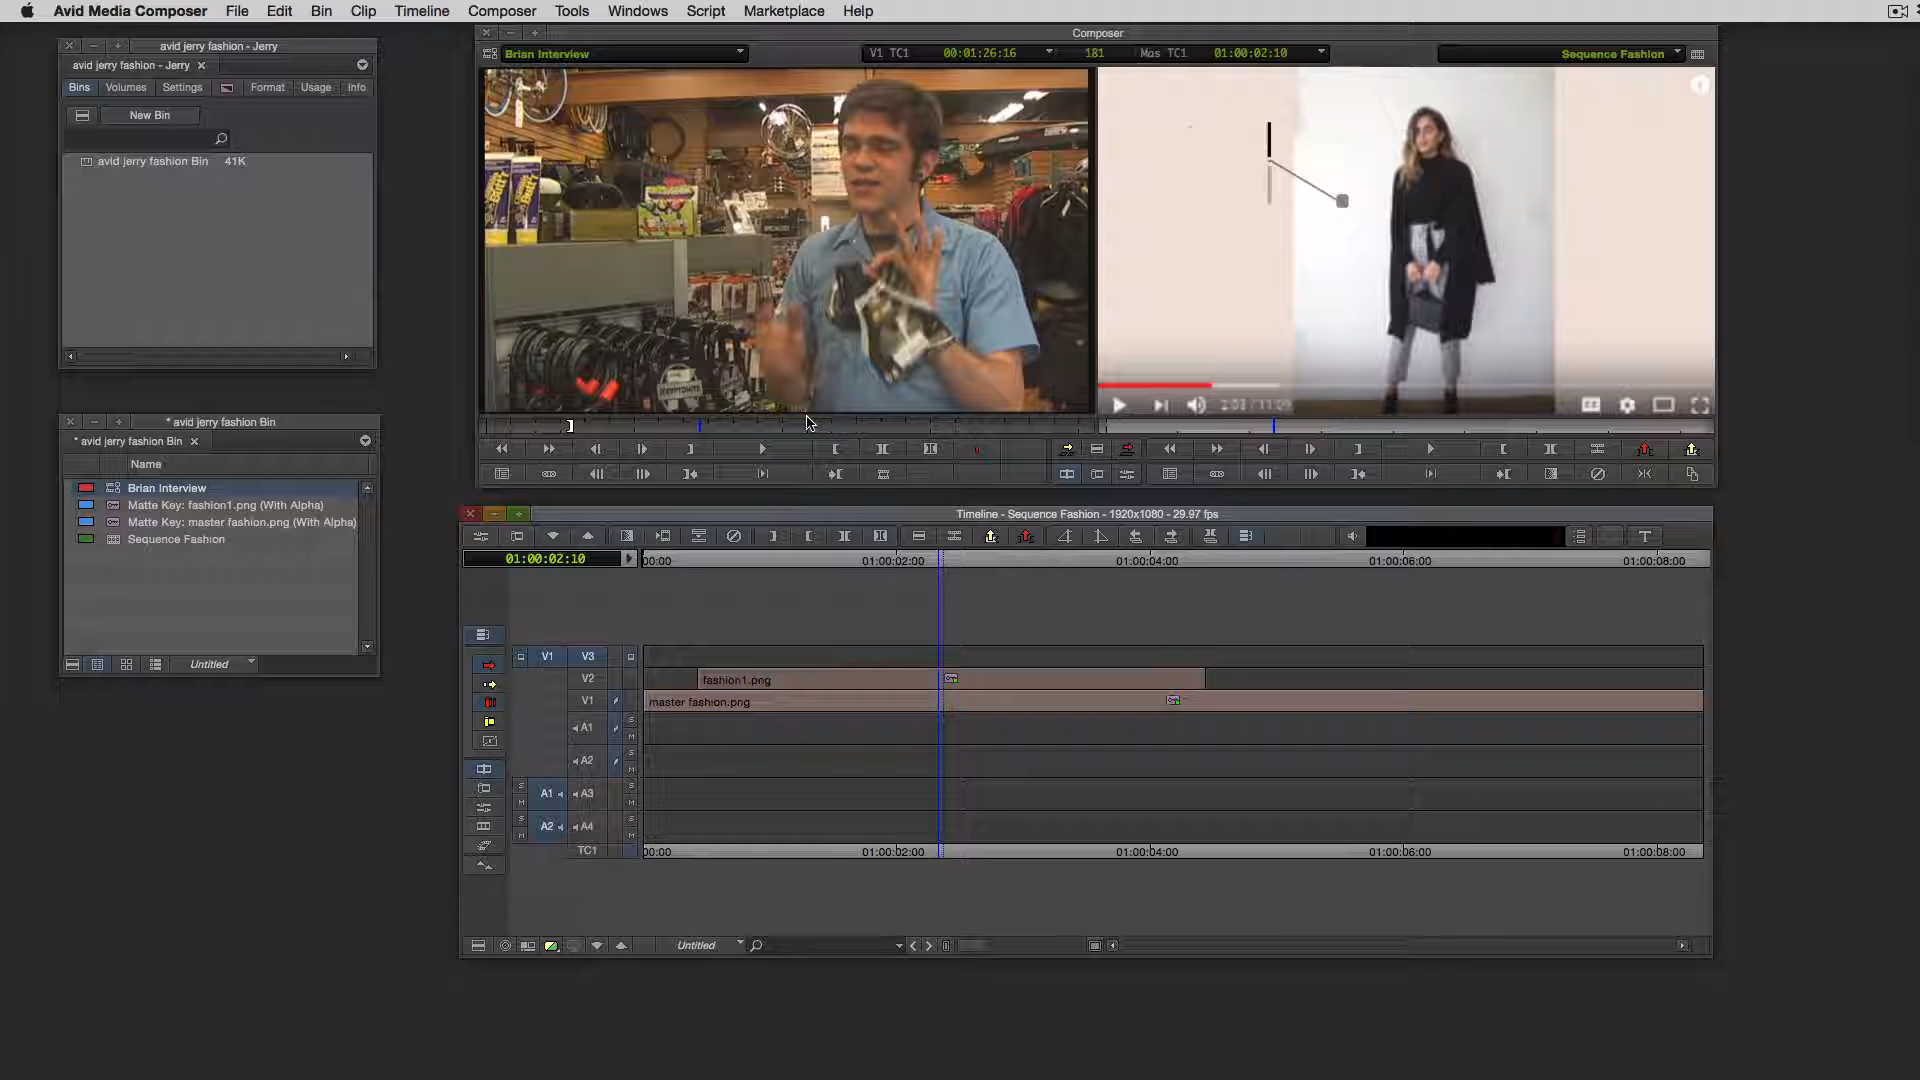 Avid Media Composer File Edit Bin Clip Timeline Composer Tools Windows Script Marketplace Help
avid jerry fashion - Jerry
avid jerry fashion - Jerry
Bins Volumes Settings Format Usage Info
New Bin
avid jerry fashion Bin 41K
* avid jerry fashion Bin
* avid jerry fashion Bin
Name
Brian Interview
Matte Key: fashion1.png (With Alpha)
Matte Key: master fashion.png (With Alpha)
Sequence Fashion
Untitled
Composer
Brian Interview V1 TC1 00:01:26:16 181 Mas TC1 01:00:02:10 Sequence Fashion
Timeline - Sequence Fashion - 1920x1080 - 29.97 fps
01:00:02:10 00:00 01:00:02:00 01:00:04:00 01:00:06:00 01:00:08:00
V1 V3
V2 fashion1.png
V1 master fashion.png
A1
A2
A1 A3
A2 A4
TC1 00:00 01:00:02:00 01:00:04:00 01:00:06:00 01:00:08:00
Untitled